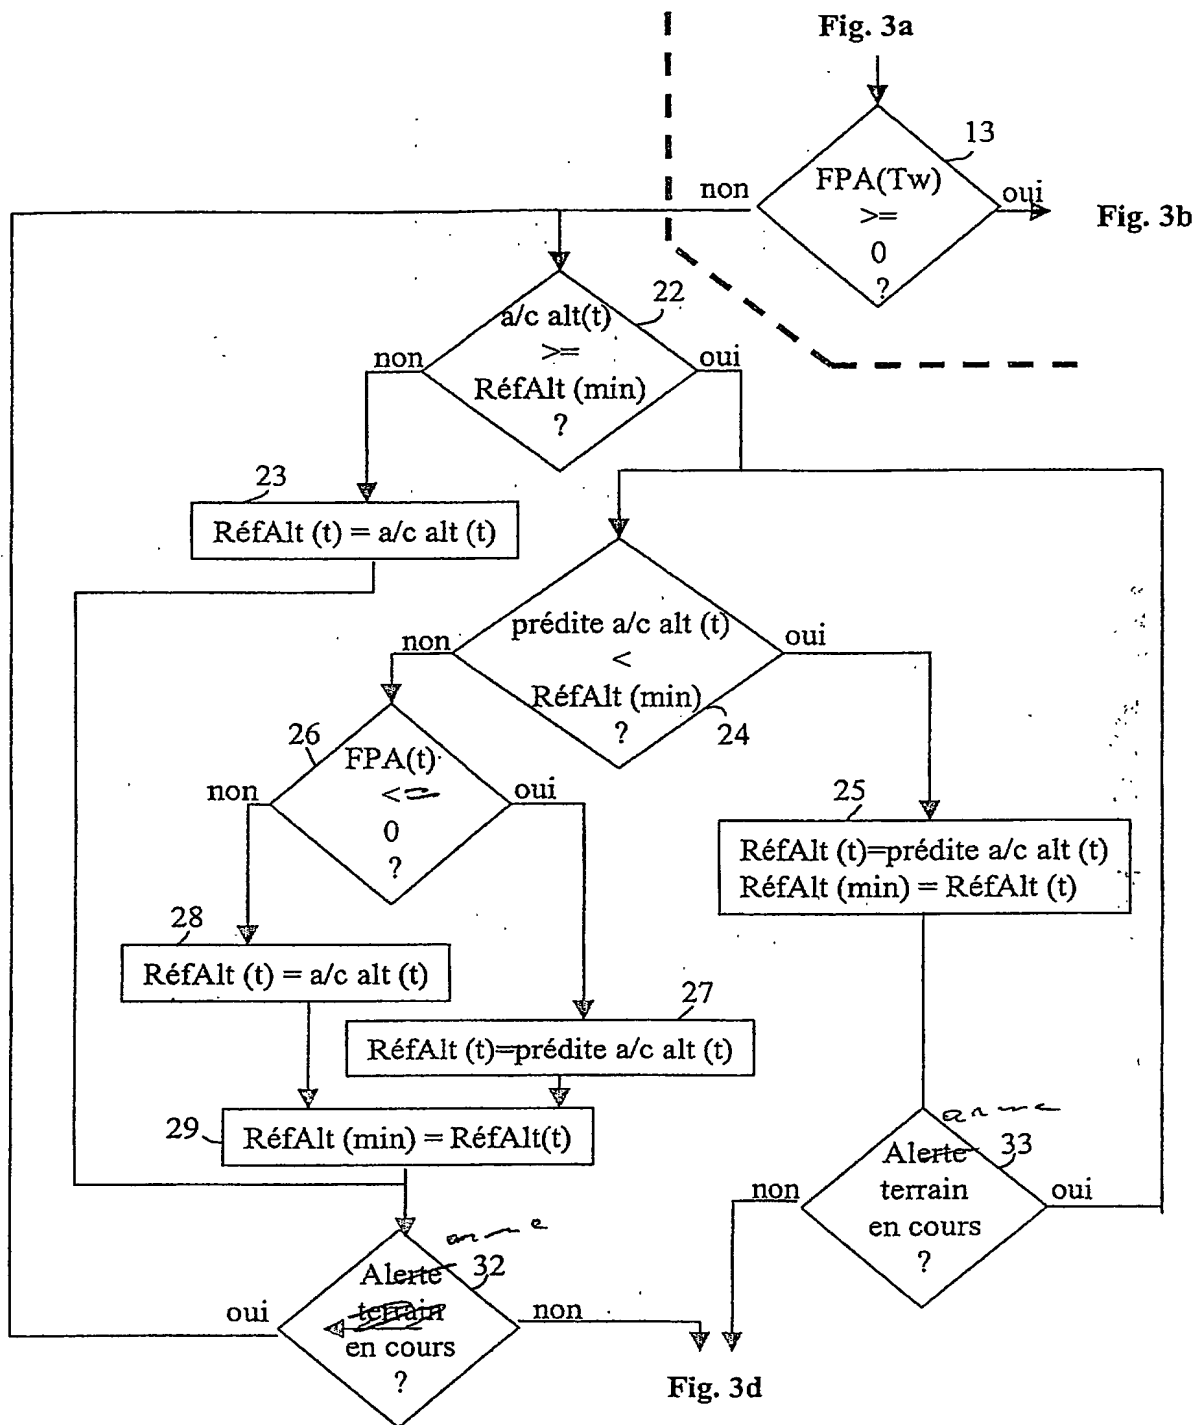 Fig. 3a
13
FPA(Tw)
>=
0
?
non
oui
Fig. 3b
22
a/c alt(t)
>=
RéfAlt (min)
?
non
oui
23
RéfAlt (t) = a/c alt (t)
prédite a/c alt (t)
<
RéfAlt (min)
?
24
non
oui
26
FPA(t)
<=
0
?
non
oui
25
RéfAlt (t)=prédite a/c alt (t)
RéfAlt (min) = RéfAlt (t)
28
RéfAlt (t) = a/c alt (t)
27
RéfAlt (t)=prédite a/c alt (t)
29
RéfAlt (min) = RéfAlt(t)
33
Alerte
terrain
en cours
?
non
oui
32
Alerte
terrain
en cours
?
oui
non
Fig. 3d